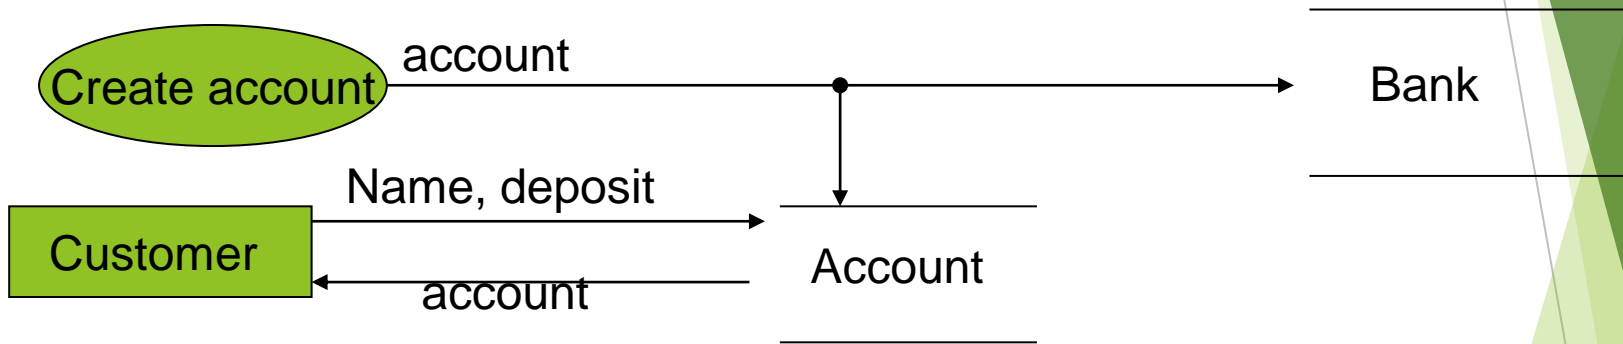 account
Create account
Bank
Name, deposit
Customer
Account
account